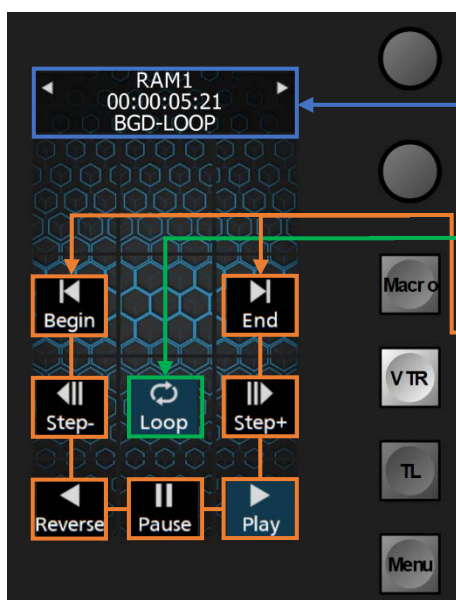 RAM1
00:00:05:21
BGD-LOOP
Macro
Begin
End
VTR
Step-
Loop
Step+
TL
Reverse
Pause
Play
Menu